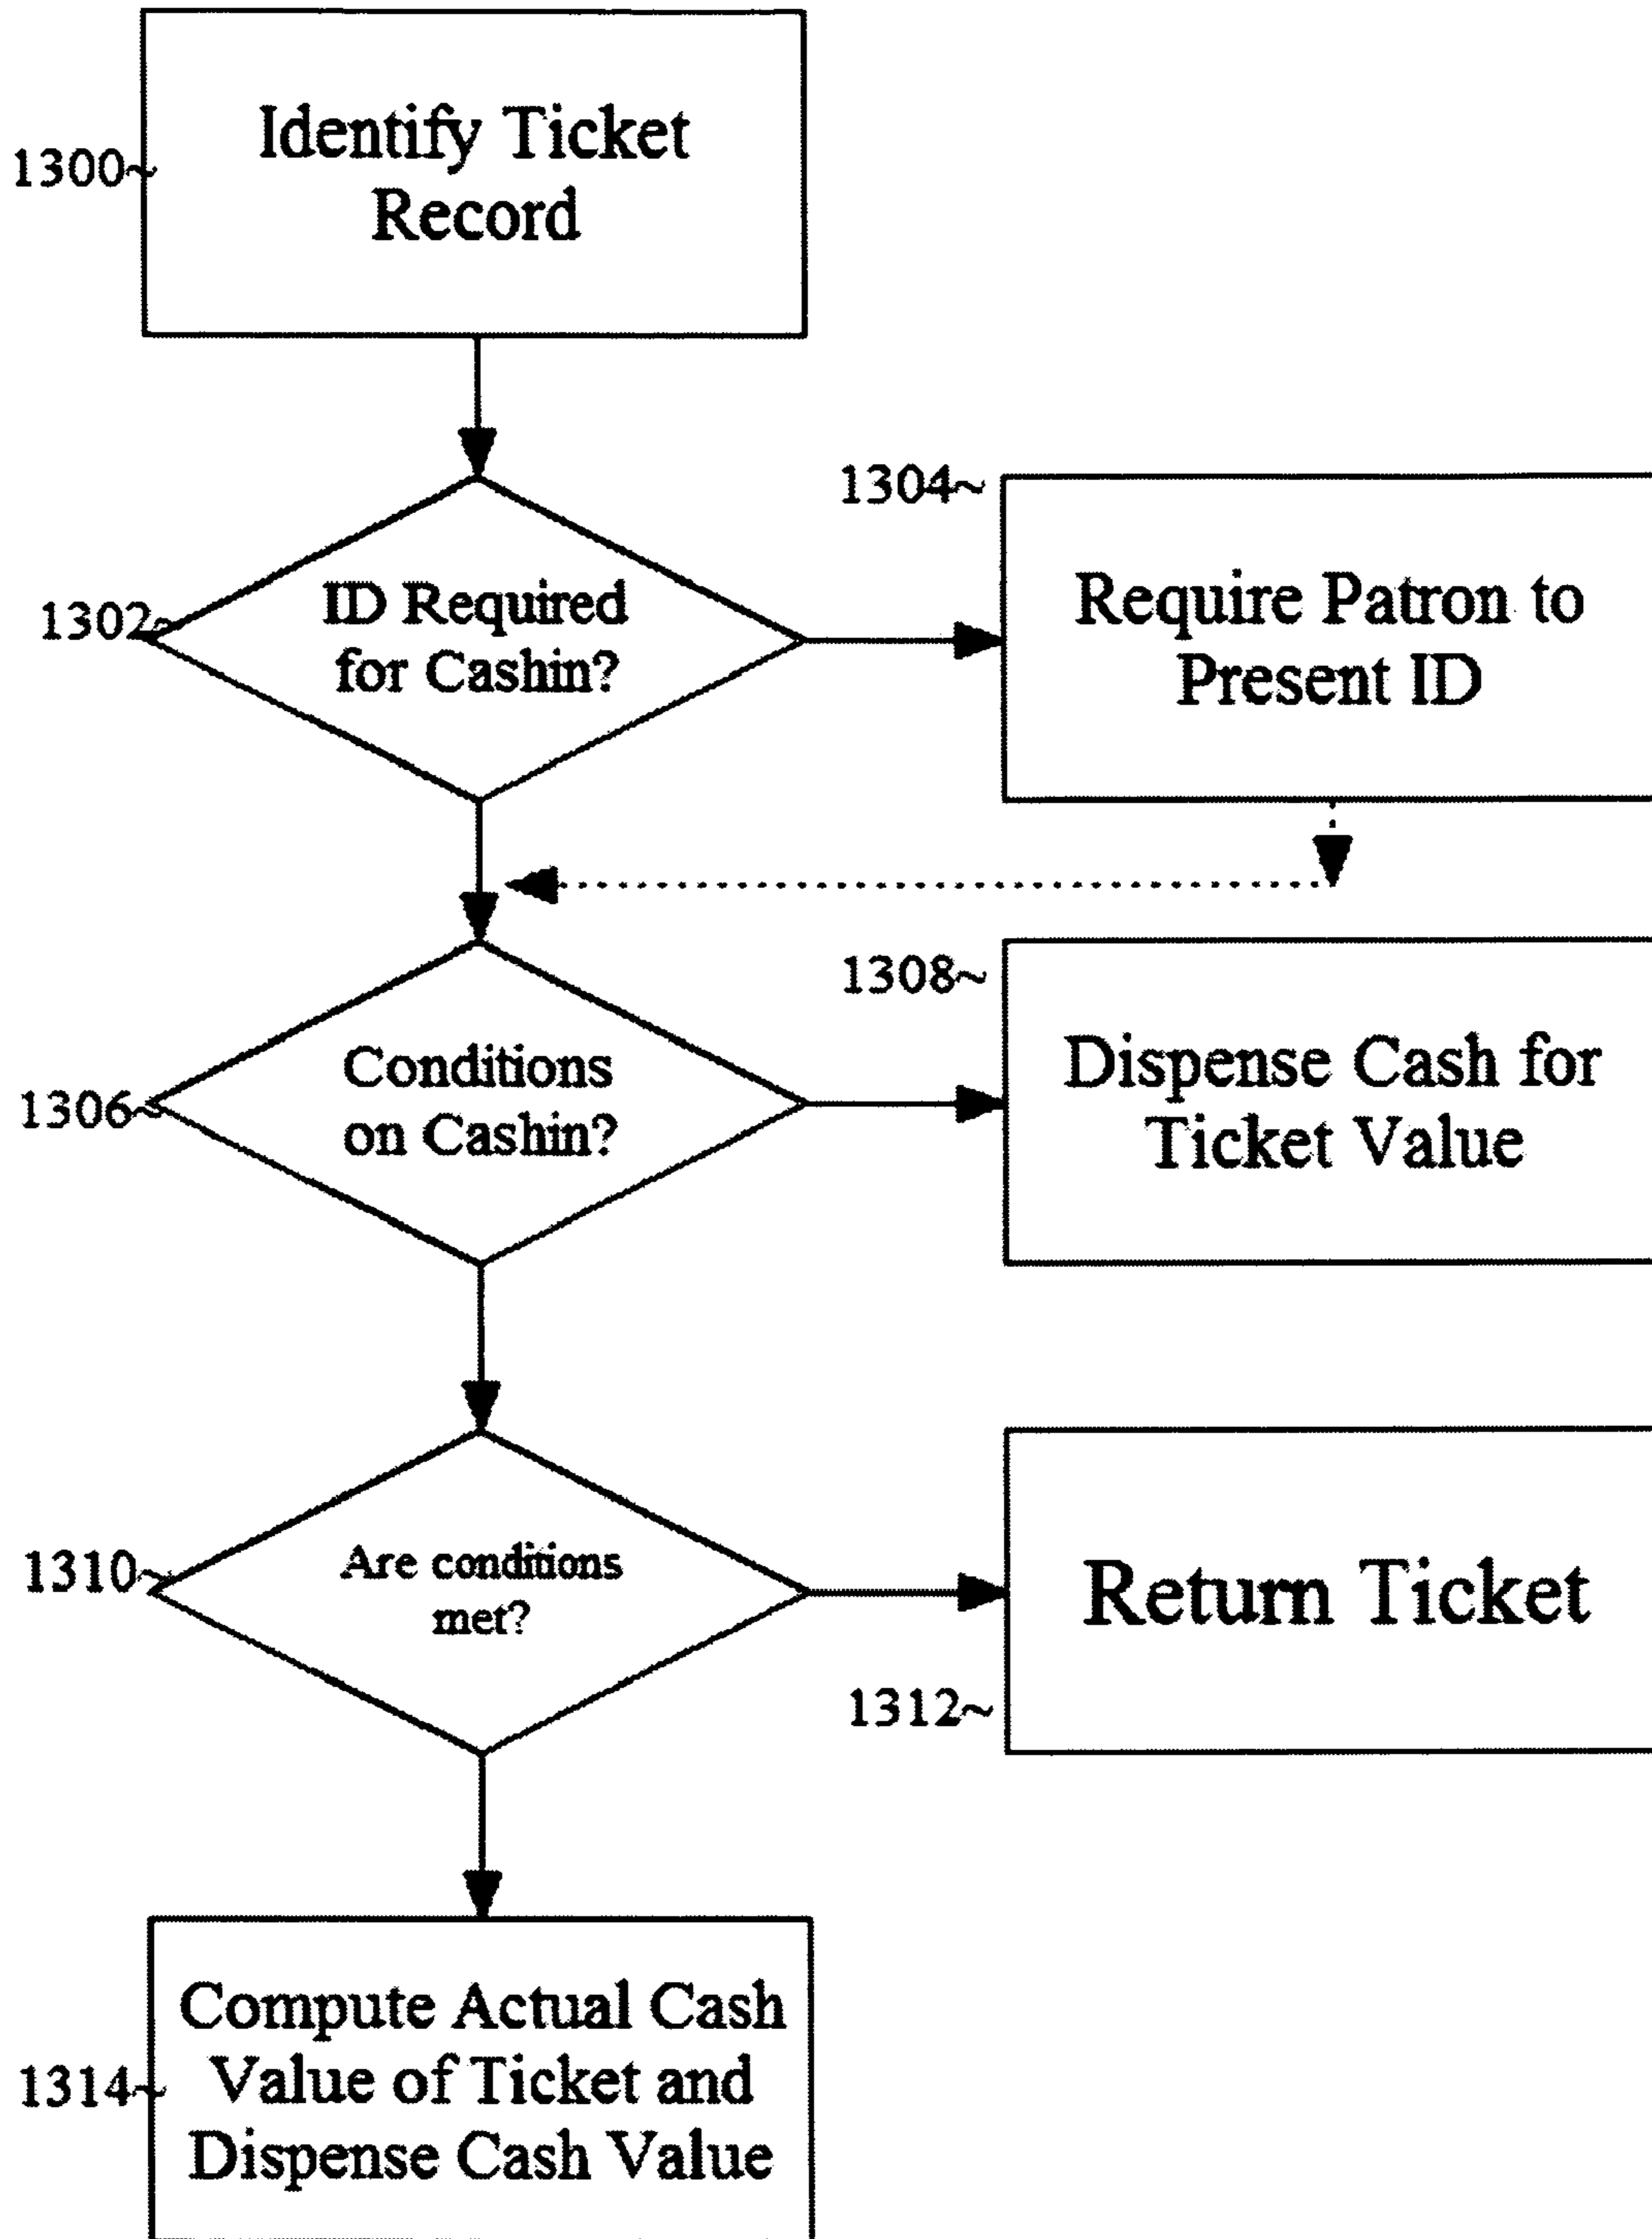 Identify Ticket
Record
1300~
ID Required
for Cashin?
1302~
1304~
Require Patron to
Present ID
Conditions
on Cashin?
1306~
1308~
Dispense Cash for
Ticket Value
Are conditions
met?
1310~
Return Ticket
1312~
Compute Actual Cash
Value of Ticket and
Dispense Cash Value
1314~